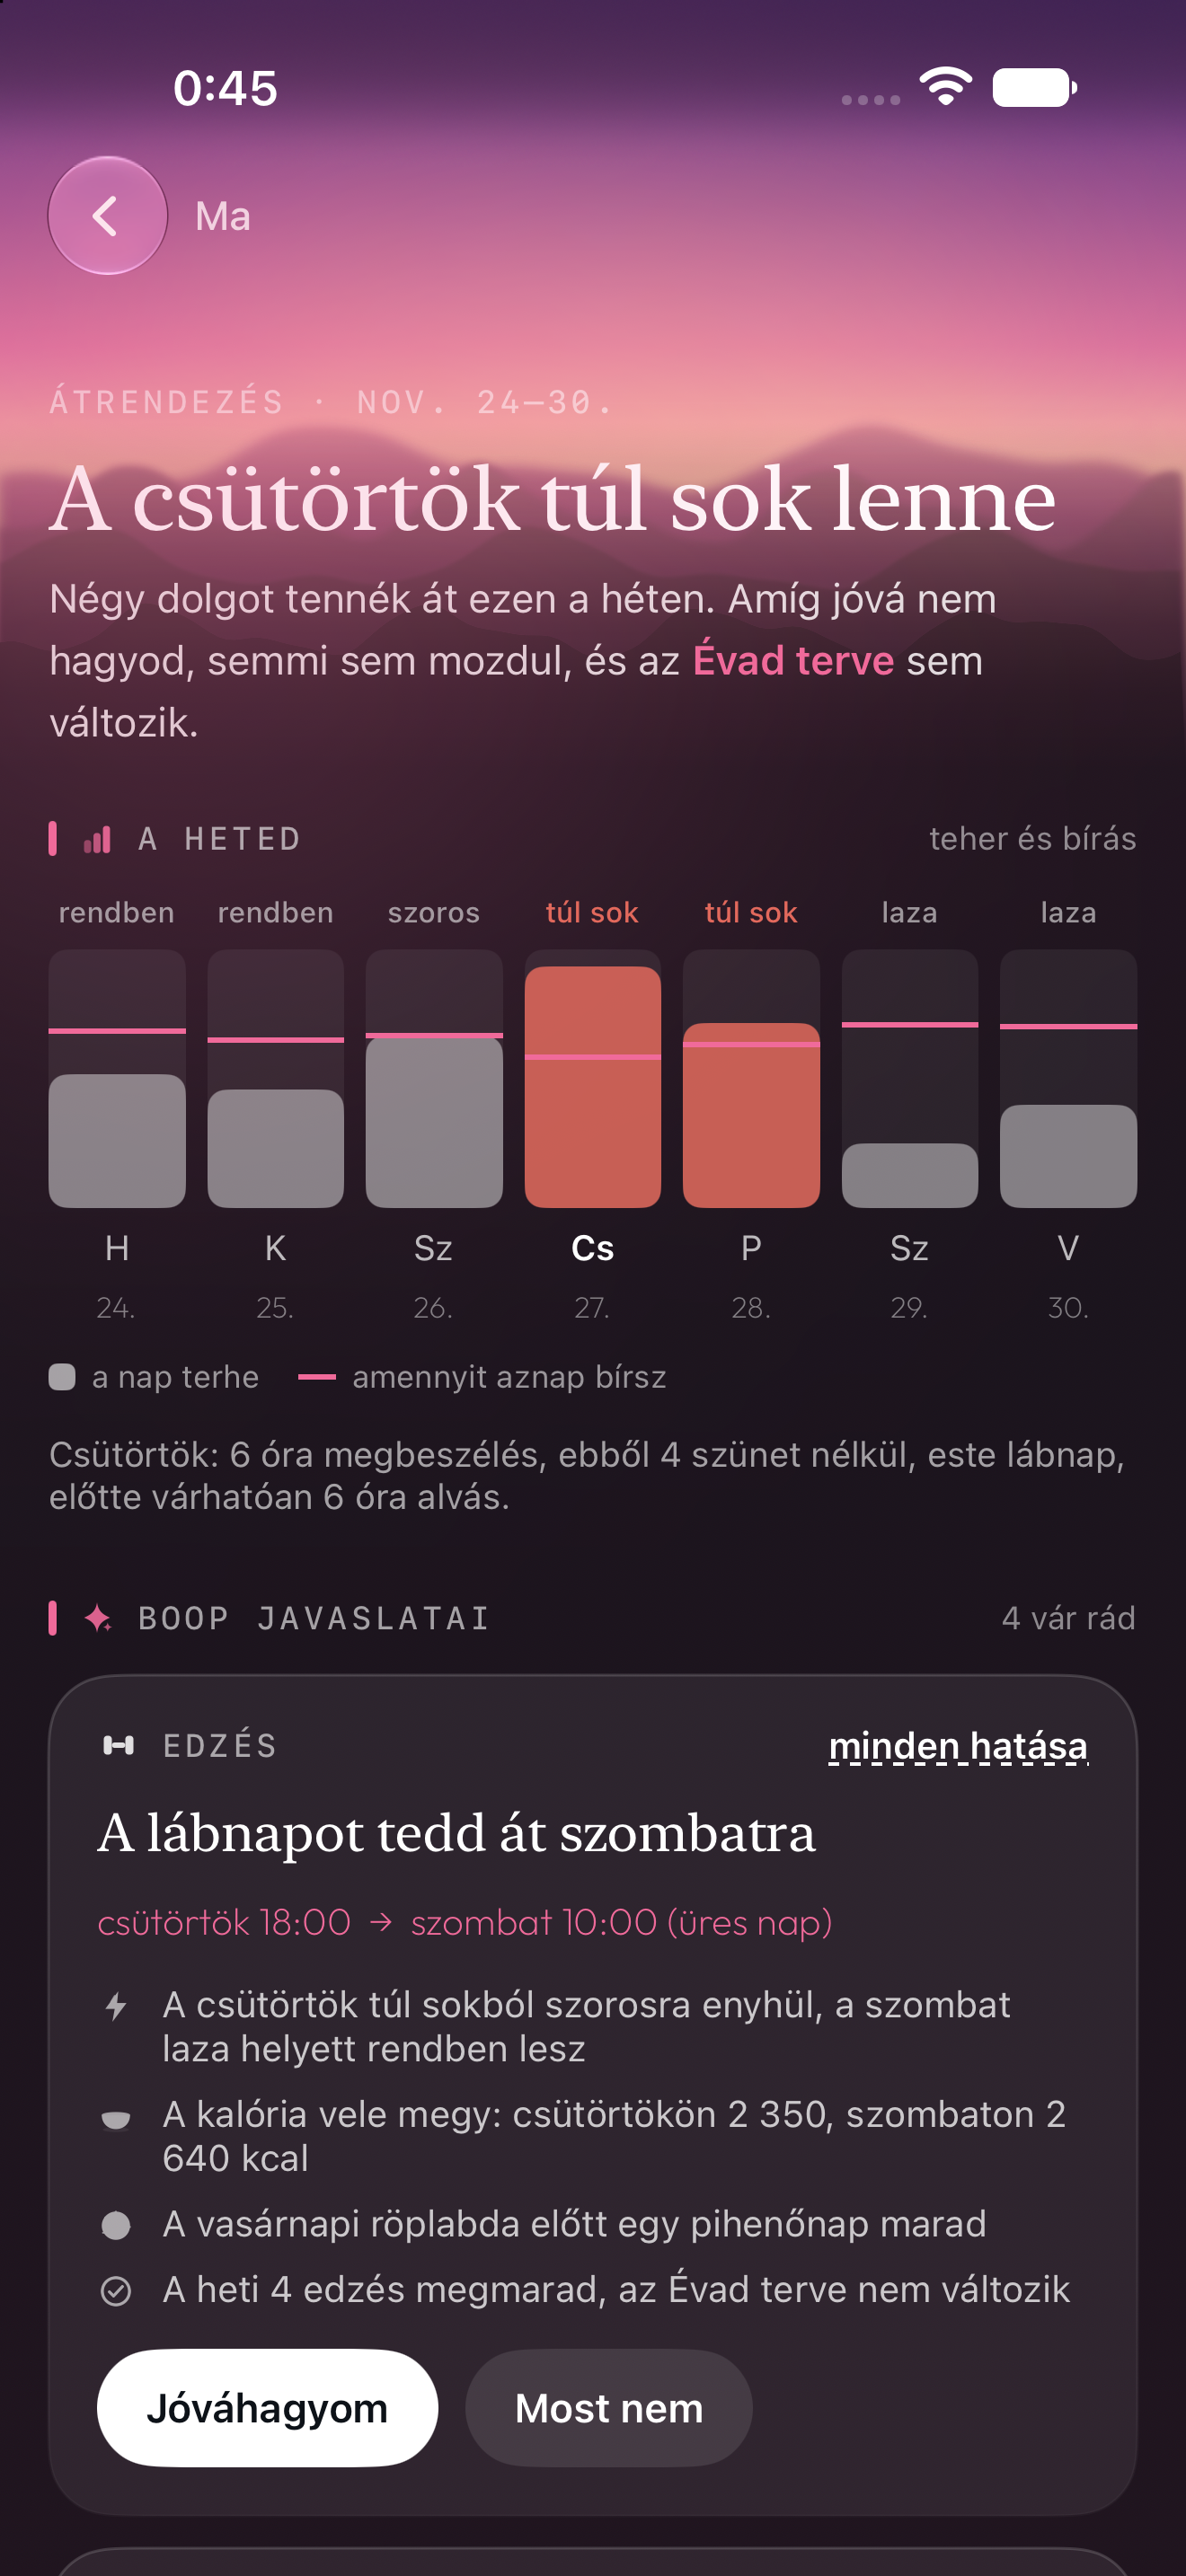 0:45
Ma
ÁTRENDEZÉS · NOV. 24–30.
A csütörtök túl sok lenne
Négy dolgot tennék át ezen a héten. Amíg jóvá nem
hagyod, semmi sem mozdul, és az Évad terve sem
változik.
A HETED teher és bírás
rendben rendben szoros túl sok túl sok laza laza
H K Sz Cs P Sz V
24. 25. 26. 27. 28. 29. 30.
a nap terhe amennyit aznap bírsz
Csütörtök: 6 óra megbeszélés, ebből 4 szünet nélkül, este lábnap,
előtte várhatóan 6 óra alvás.
BOOP JAVASLATAI 4 vár rád
EDZÉS minden hatása
A lábnapot tedd át szombatra
csütörtök 18:00 → szombat 10:00 (üres nap)
A csütörtök túl sokból szorosra enyhül, a szombat
laza helyett rendben lesz
A kalória vele megy: csütörtökön 2 350, szombaton 2
640 kcal
A vasárnapi röplabda előtt egy pihenőnap marad
A heti 4 edzés megmarad, az Évad terve nem változik
Jóváhagyom Most nem